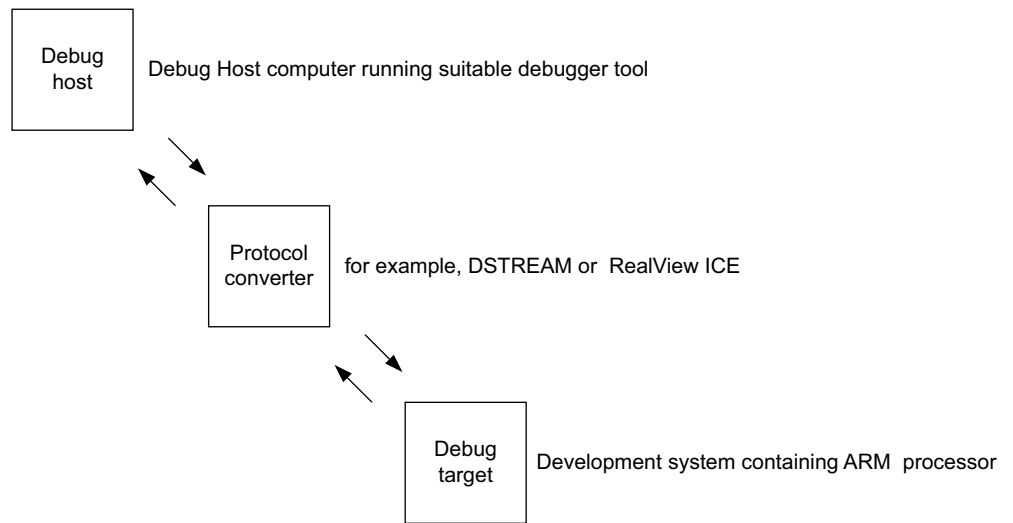 Debug
host
Debug Host computer running suitable debugger tool
Protocol
converter
for example, DSTREAM or RealView ICE
Debug
target
Development system containing ARM processor